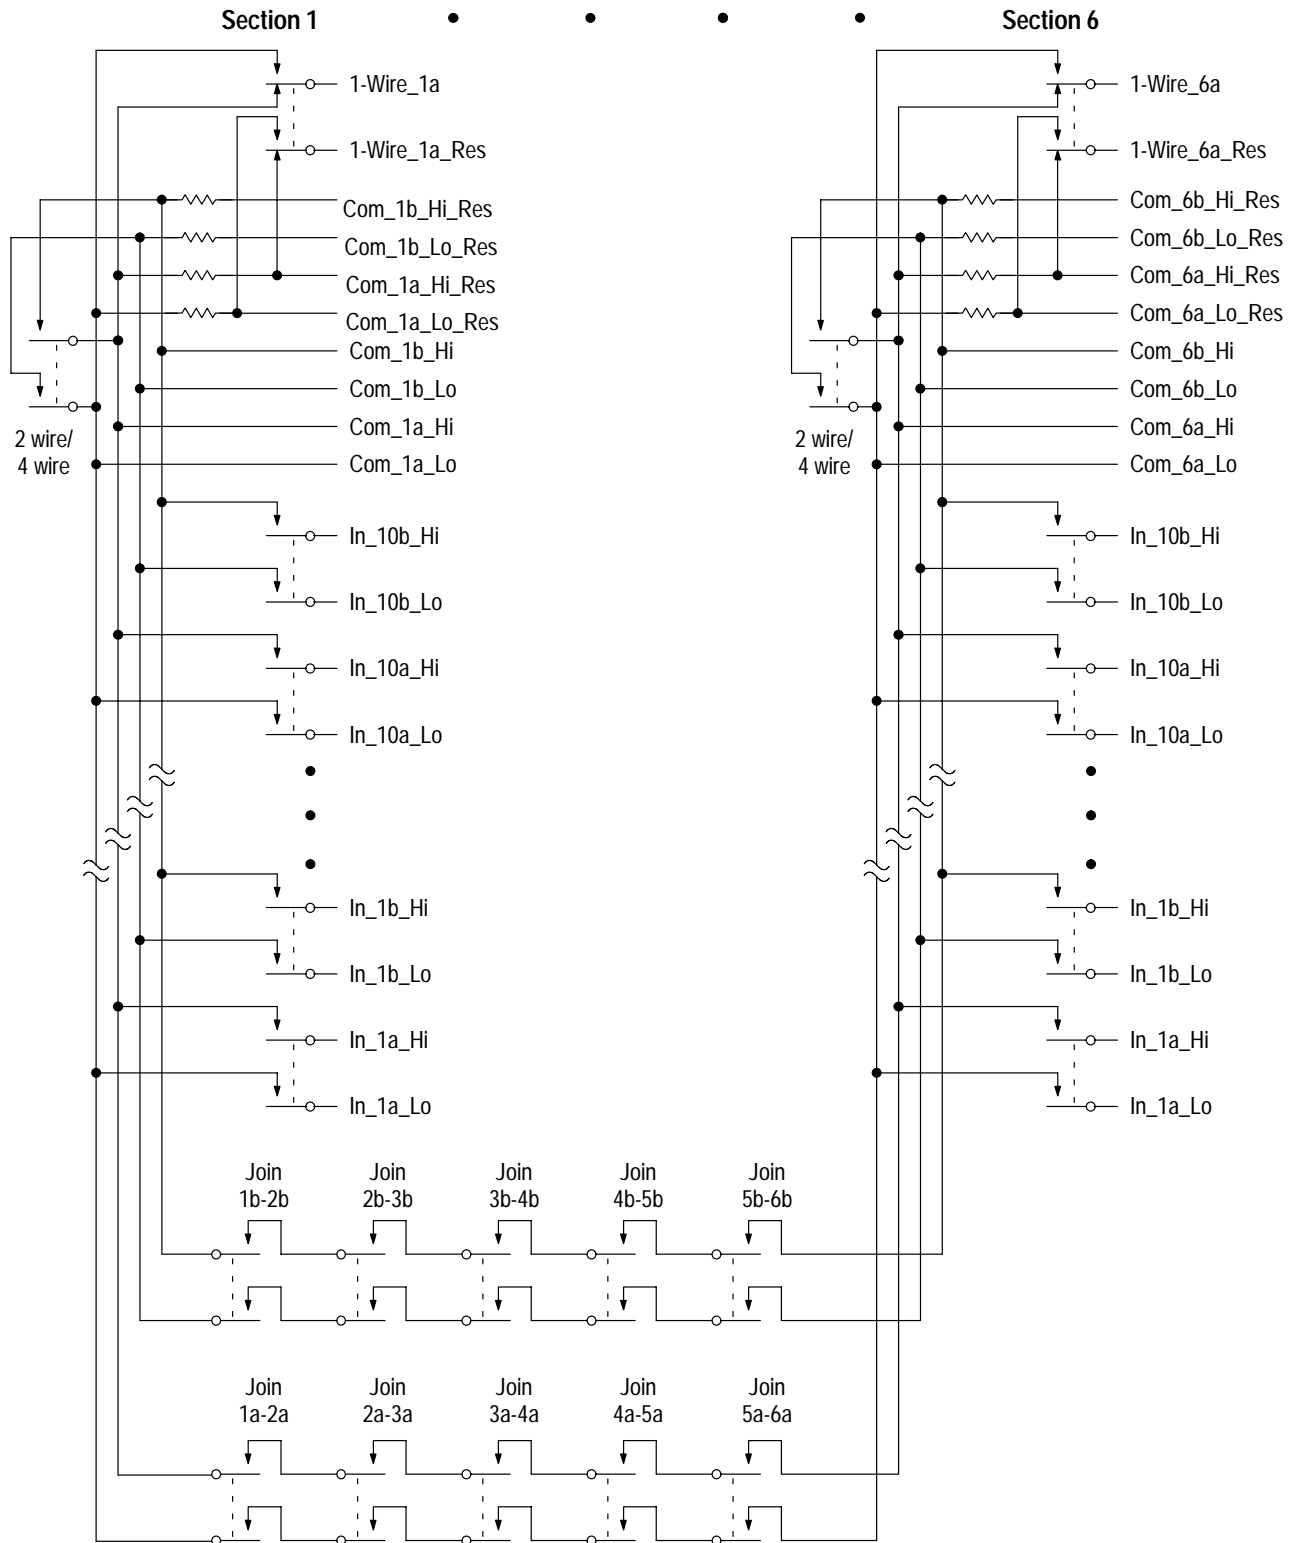 Section 1
Section 6
1-Wire_1a
1-Wire_1a_Res
Com_1b_Hi_Res
Com_1b_Lo_Res
Com_1a_Hi_Res
Com_1a_Lo_Res
Com_1b_Hi
Com_1b_Lo
Com_1a_Hi
Com_1a_Lo
2 wire/
4 wire
In_10b_Hi
In_10b_Lo
In_10a_Hi
In_10a_Lo
In_1b_Hi
In_1b_Lo
In_1a_Hi
In_1a_Lo
1-Wire_6a
1-Wire_6a_Res
Com_6b_Hi_Res
Com_6b_Lo_Res
Com_6a_Hi_Res
Com_6a_Lo_Res
Com_6b_Hi
Com_6b_Lo
Com_6a_Hi
Com_6a_Lo
2 wire/
4 wire
In_10b_Hi
In_10b_Lo
In_10a_Hi
In_10a_Lo
In_1b_Hi
In_1b_Lo
In_1a_Hi
In_1a_Lo
Join
1b-2b
Join
2b-3b
Join
3b-4b
Join
4b-5b
Join
5b-6b
Join
1a-2a
Join
2a-3a
Join
3a-4a
Join
4a-5a
Join
5a-6a